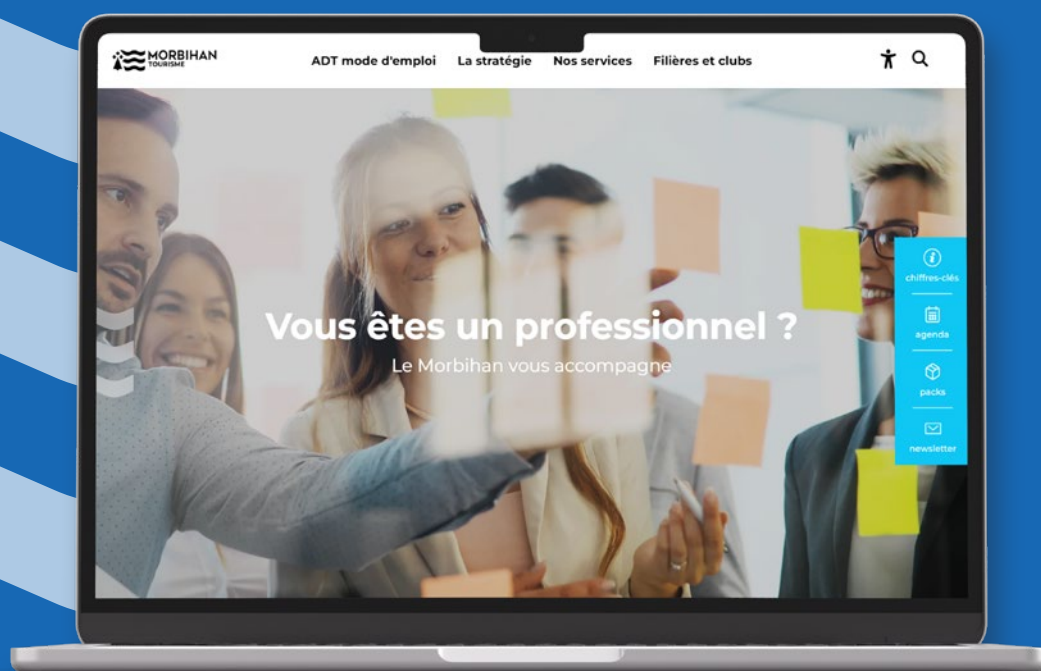 MORBIHAN
TOURISME
ADT mode d'emploi La stratégie Nos services Filières et clubs
Vous êtes un professionnel ?
Le Morbihan vous accompagne
chiffres-clés
agenda
packs
newsletter